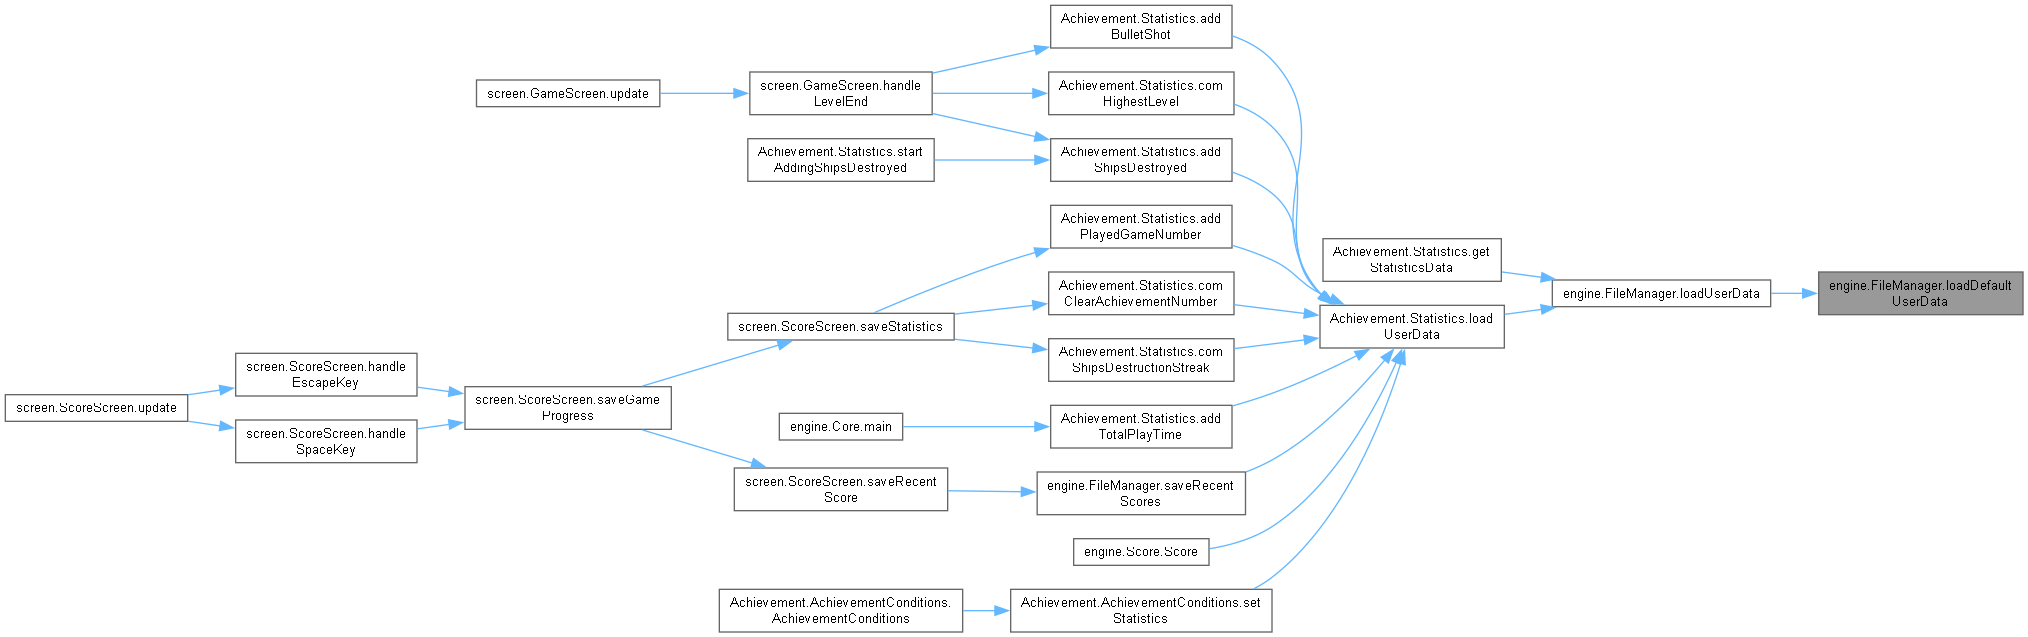 Achievement.Statistics.add
BulletShot
screen.GameScreen.update
screen.GameScreen.handle
LevelEnd
Achievement.Statistics.com
HighestLevel
Achievement.Statistics.start
AddingShipsDestroyed
Achievement.Statistics.add
ShipsDestroyed
Achievement.Statistics.add
PlayedGameNumber
Achievement.Statistics.get
StatisticsData
engine.FileManager.loadUserData
engine.FileManager.loadDefault
UserData
Achievement.Statistics.com
ClearAchievementNumber
screen.ScoreScreen.saveStatistics
Achievement.Statistics.load
UserData
Achievement.Statistics.com
ShipsDestructionStreak
screen.ScoreScreen.handle
EscapeKey
screen.ScoreScreen.update
screen.ScoreScreen.saveGame
Progress
screen.ScoreScreen.handle
SpaceKey
engine.Core.main
Achievement.Statistics.add
TotalPlayTime
screen.ScoreScreen.saveRecent
Score
engine.FileManager.saveRecent
Scores
engine.Score.Score
Achievement.AchievementConditions.
AchievementConditions
Achievement.AchievementConditions.set
Statistics